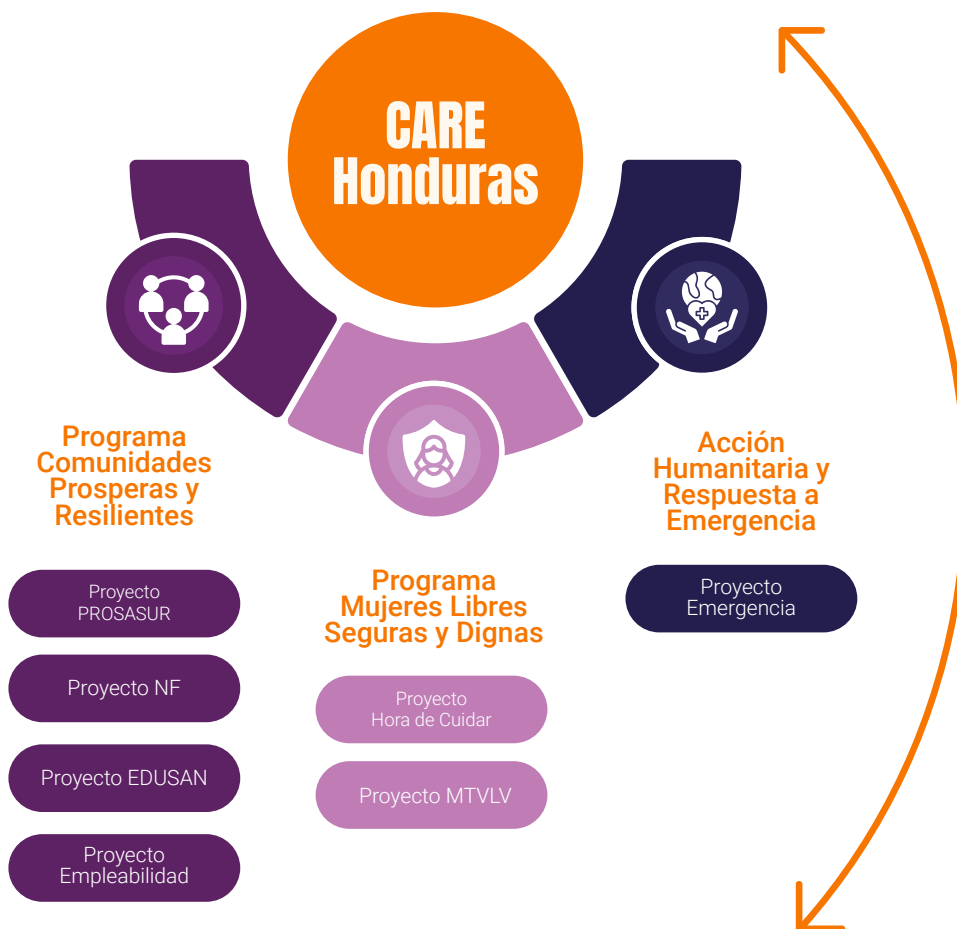 CARE
Honduras
Programa
Comunidades
Prosperas y
Resilientes
Proyecto
PROSASUR
Proyecto NF
Proyecto EDUSAN
Proyecto
Empleabilidad
Programa
Mujeres Libres
Seguras y Dignas
Proyecto
Hora de Cuidar
Proyecto MTVLV
Acción
Humanitaria y
Respuesta a
Emergencia
Proyecto
Emergencia